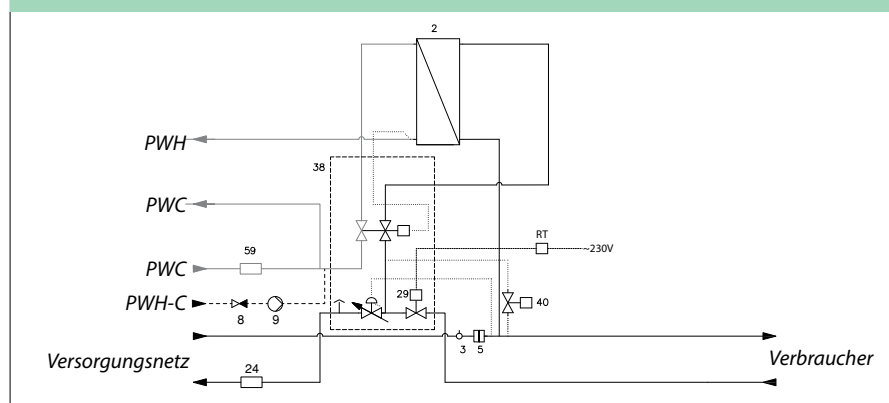 2
PWH
38
PWC
RT
~230V
59
PWC
29
40
PWH-C
8
9
3
5
Versorgungsnetz
Verbraucher
24